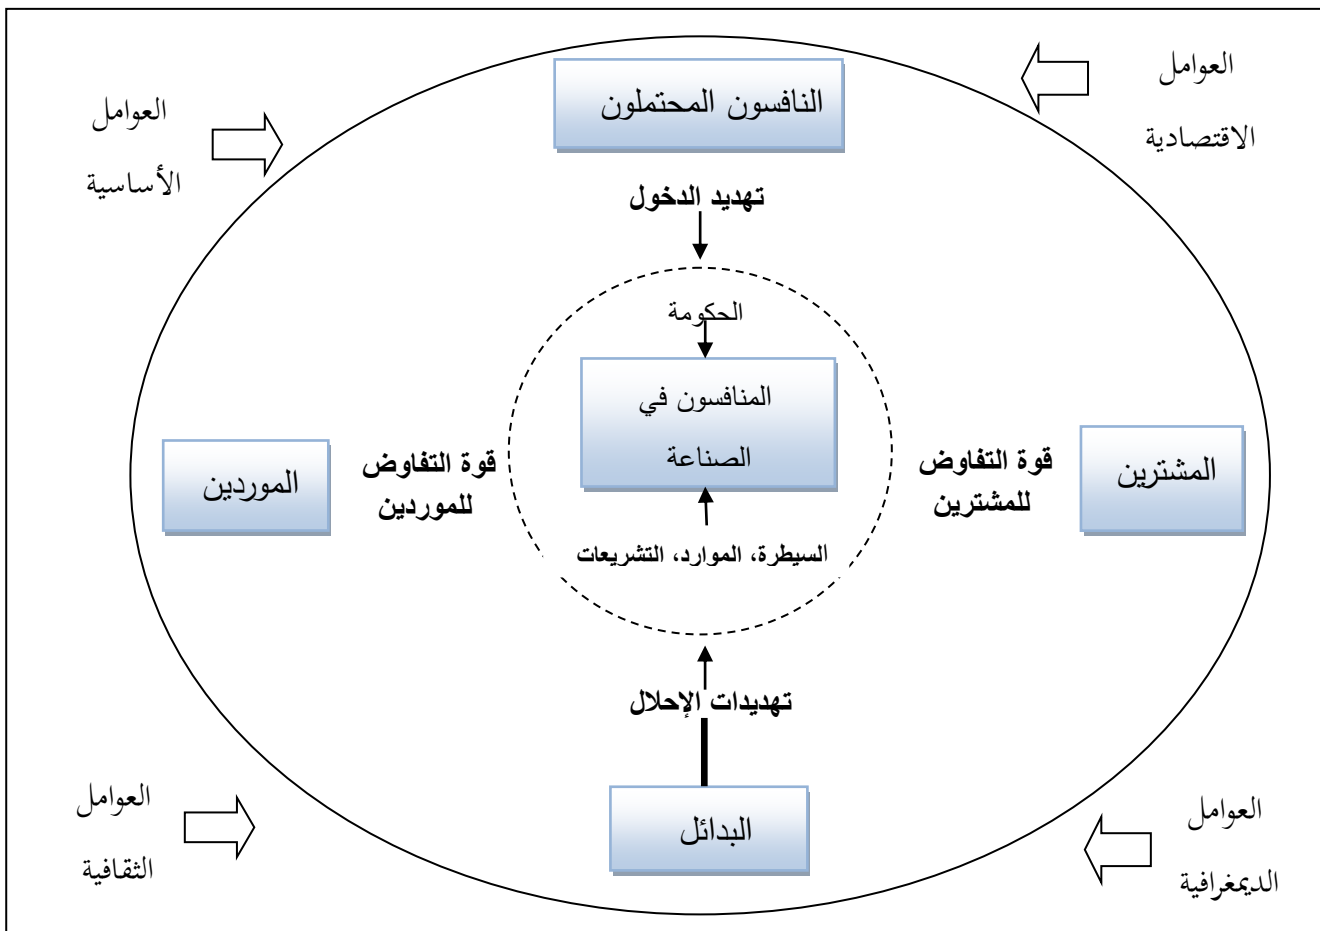 العوامل
الاقتصادية
العوامل
الأساسية
النافسون المحتملون
تهديد الدخول
الحكومة
المنافسون في
الصناعة
المشترين
قوة التفاوض
للمشترين
قوة التفاوض
للموردين
الموردين
السيطرة، الموارد، التشريعات
تهديدات الإحلال
البدائل
العوامل
الديمغرافية
العوامل
الثقافية